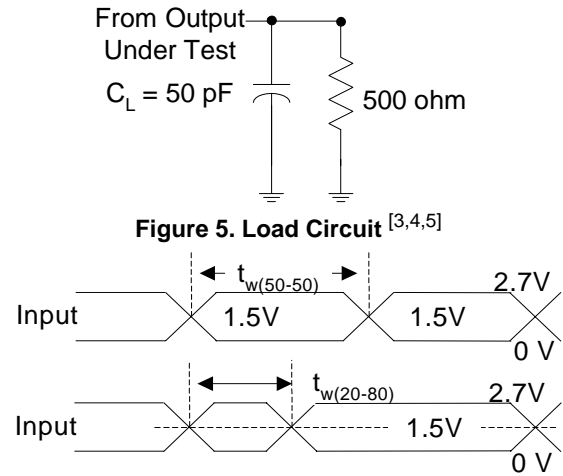 From Output
Under Test
C_L = 50 pF
500 ohm
Figure 5. Load Circuit [3,4,5]
t_w(50-50)
2.7V
Input
1.5V
1.5V
0 V
t_w(20-80)
2.7V
Input
1.5V
0 V